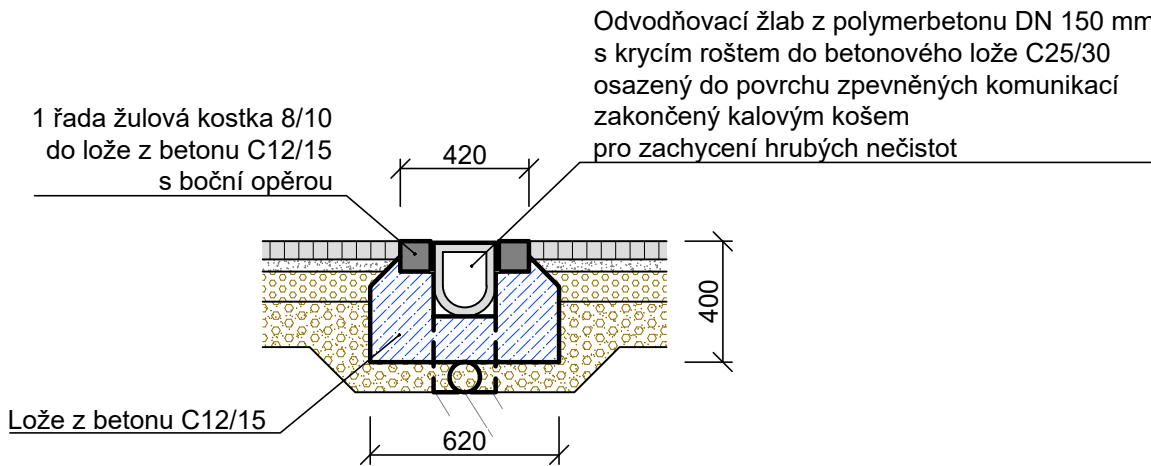 Odvodňovací žlab z polymerbetonu DN 150 mm
s krycím roštem do betonového lože C25/30
osazený do povrchu zpevněných komunikací
zakončený kalovým košem
pro zachycení hrubých nečistot
1 řada žulová kostka 8/10
do lože z betonu C12/15
s boční opěrou
420
400
Lože z betonu C12/15
620